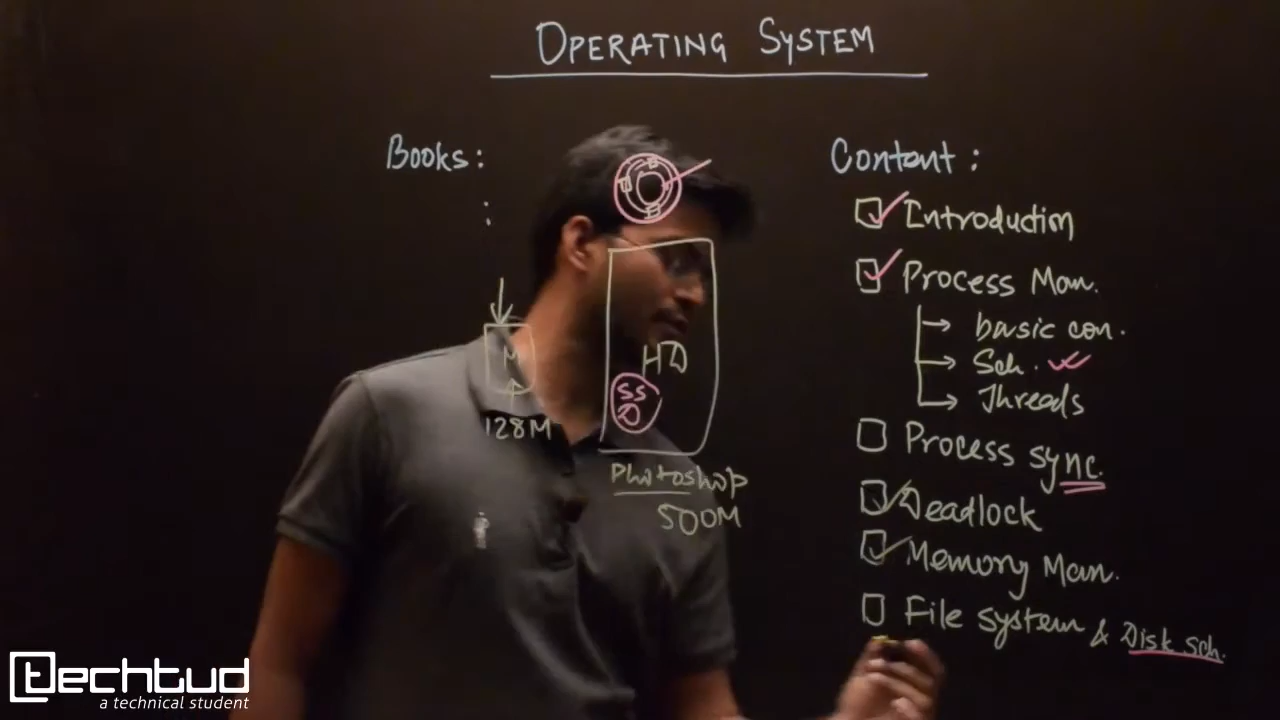 OPERATING SYSTEM
Books:
:
M
128M
HD
SS
D
Photoshop
500M
Content:
Introduction
Process Man.
basic con.
Sch.
Threads
Process sync.
Deadlock
Memory Man.
File system & Disk Sch.
techtud
a technical student